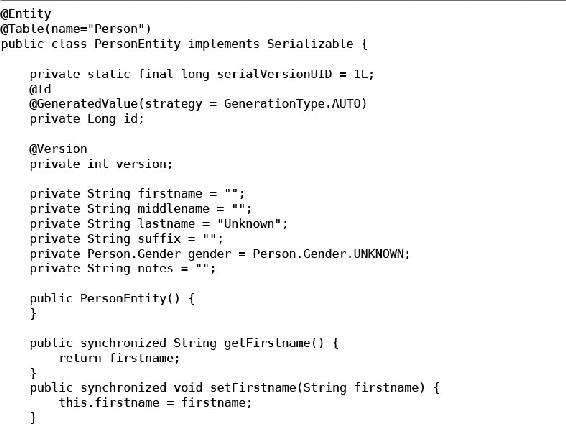 @Entity
@Table(name="Person")
public class PersonEntity implements Serializable {
private static final long serialVersionUID = 1L;
@Id
@GeneratedValue(strategy = GenerationType.AUTO)
private Long id;
@Version
private int version;
private String firstname = "";
private String middlename = "";
private String lastname = "Unknown";
private String suffix = "";
private Person.Gender gender = Person.Gender.UNKNOWN;
private String notes = "";
public PersonEntity() {
}
public synchronized String getFirstname() {
return firstname;
}
public synchronized void setFirstname(String firstname) {
this.firstname = firstname;
}